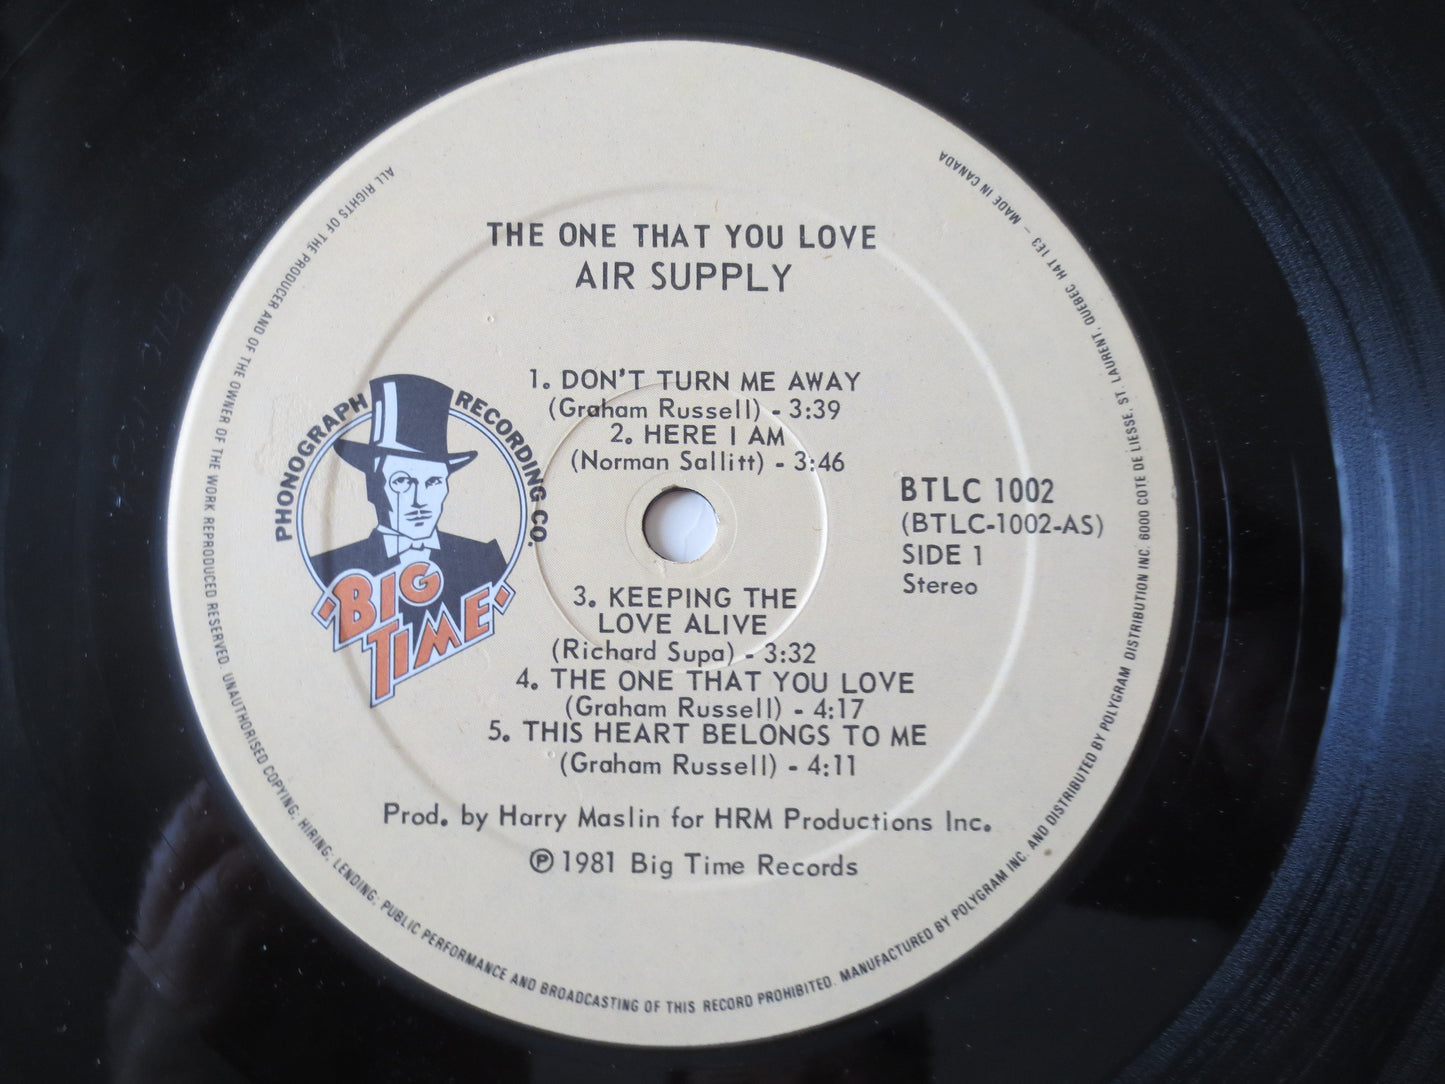 THE ONE THAT YOU LOVE
AIR SUPPLY
1. DON'T TURN ME AWAY
(Graham Russell) - 3:39
2. HERE I AM
(Norman Sallitt) - 3:46
PHONOGRAPH RECORDING CO.
BIG
TIME
BTLC 1002
(BTLC-1002-AS)
SIDE 1
Stereo
3. KEEPING THE
LOVE ALIVE
(Richard Supa) - 3:32
4. THE ONE THAT YOU LOVE
(Graham Russell) - 4:17
5. THIS HEART BELONGS TO ME
(Graham Russell) - 4:11
Prod. by Harry Maslin for HRM Productions Inc.
℗ 1981 Big Time Records
ALL RIGHTS OF THE PRODUCER AND OF THE OWNER OF THE WORK REPRODUCED RESERVED. UNAUTHORISED COPYING; HIRING; LENDING; PUBLIC PERFORMANCE AND BROADCASTING OF THIS RECORD PROHIBITED. MANUFACTURED BY POLYGRAM INC. AND DISTRIBUTED BY POLYGRAM DISTRIBUTION INC. 6000 COTE DE LIESSE, ST. LAURENT, QUEBEC H4T 1E3 – MADE IN CANADA